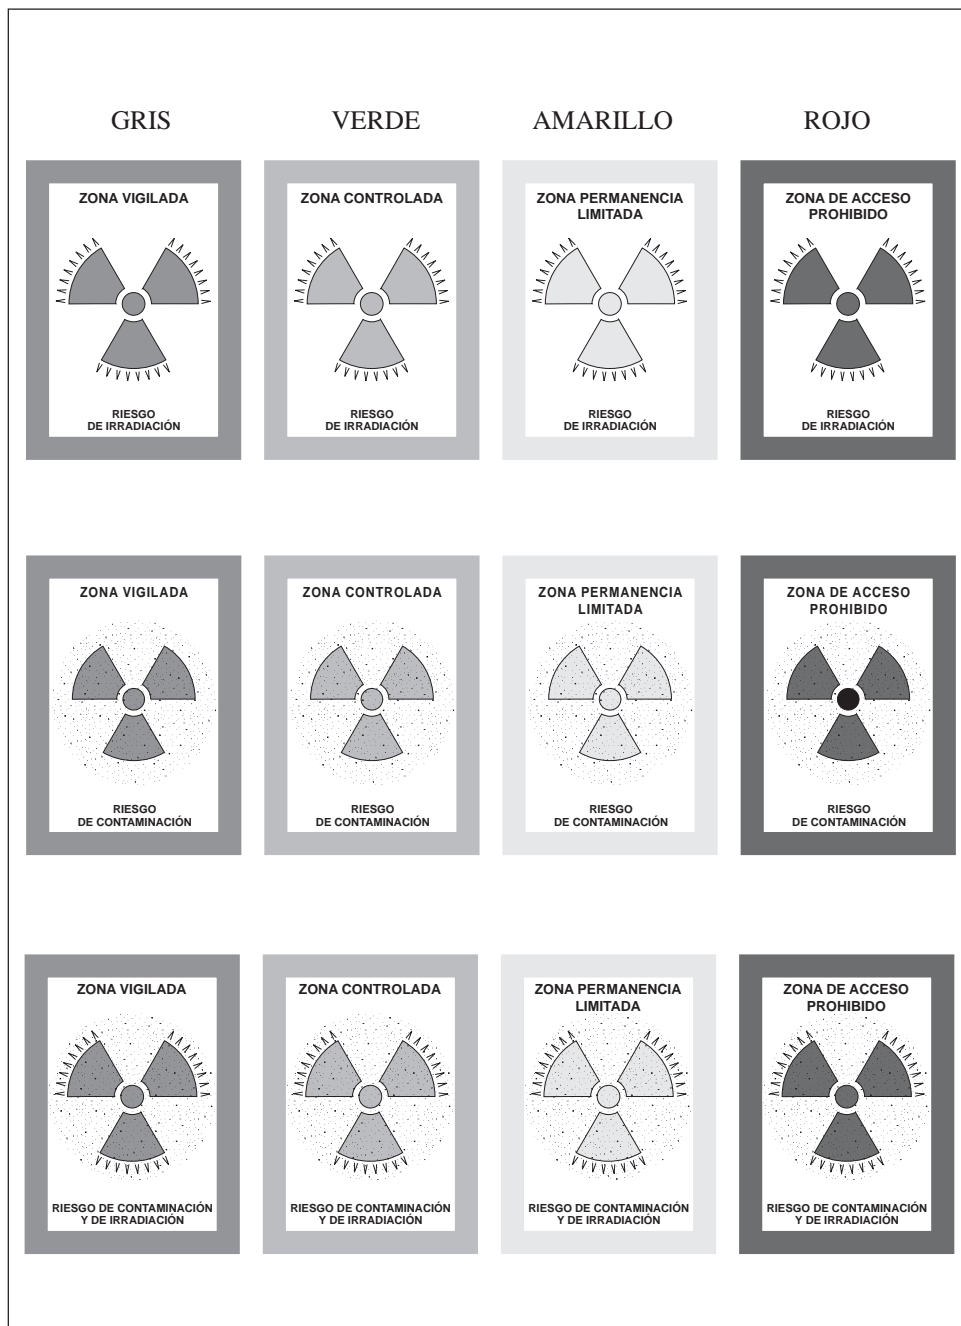 GRIS VERDE AMARILLO ROJO
ZONA VIGILADA
RIESGO
DE IRRADIACIÓN
ZONA CONTROLADA
RIESGO
DE IRRADIACIÓN
ZONA PERMANENCIA
LIMITADA
RIESGO
DE IRRADIACIÓN
ZONA DE ACCESO
PROHIBIDO
RIESGO
DE IRRADIACIÓN
ZONA VIGILADA
RIESGO
DE CONTAMINACIÓN
ZONA CONTROLADA
RIESGO
DE CONTAMINACIÓN
ZONA PERMANENCIA
LIMITADA
RIESGO
DE CONTAMINACIÓN
ZONA DE ACCESO
PROHIBIDO
RIESGO
DE CONTAMINACIÓN
ZONA VIGILADA
RIESGO DE CONTAMINACIÓN
Y DE IRRADIACIÓN
ZONA CONTROLADA
RIESGO DE CONTAMINACIÓN
Y DE IRRADIACIÓN
ZONA PERMANENCIA
LIMITADA
RIESGO DE CONTAMINACIÓN
Y DE IRRADIACIÓN
ZONA DE ACCESO
PROHIBIDO
RIESGO DE CONTAMINACIÓN
Y DE IRRADIACIÓN